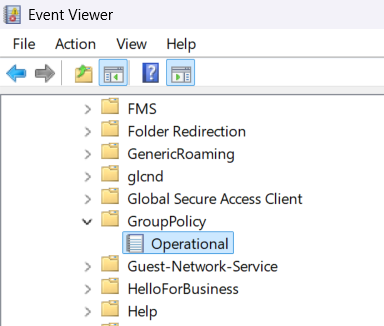 Event Viewer
File Action View Help
FMS
Folder Redirection
GenericRoaming
glcnd
Global Secure Access Client
GroupPolicy
Operational
Guest-Network-Service
HelloForBusiness
Help